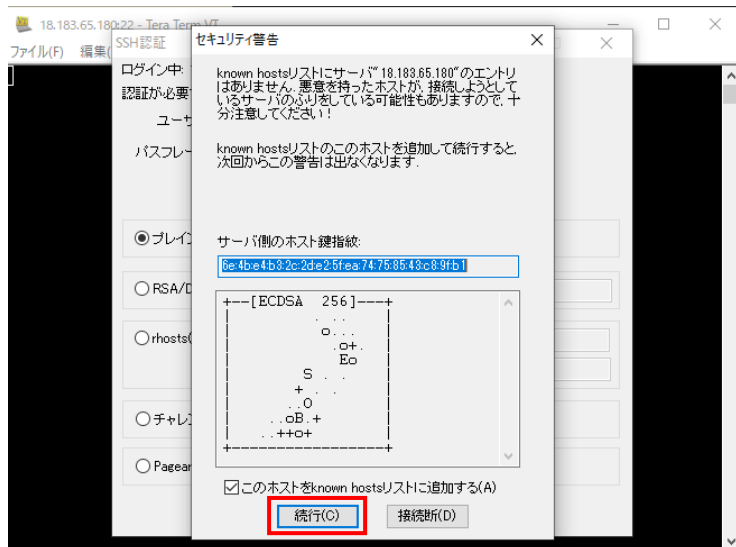 18.183.65.180:22 - Tera Term VT
ファイル(F) 編集(
SSH認証
ログイン中:
認証が必要
ユーザ
パスフレー
プレイン
RSA/D
rhosts(
チャレン
Pagean
セキュリティ警告
known hostsリストにサーバ"18.183.65.180"のエントリ
はありません. 悪意を持ったホストが, 接続しようとして
いるサーバのふりをしている可能性もありますので, 十
分注意してください!
known hostsリストのこのホストを追加して続行すると,
次回からこの警告は出なくなります.
サーバ側のホスト鍵指紋:
6e:4b:e4:b3:2c:2d:e2:5f:ea:74:75:85:43:c8:9f:b1
+--[ECDSA 256]---+
|      . ..      |
|       o...     |
|        .o+.    |
|         Eo     |
|     S . .      |
|    + . .       |
|   . .O         |
|  . .oB.+       |
|  . .++o+       |
+----------------+
このホストをknown hostsリストに追加する(A)
続行(C) 接続断(D)